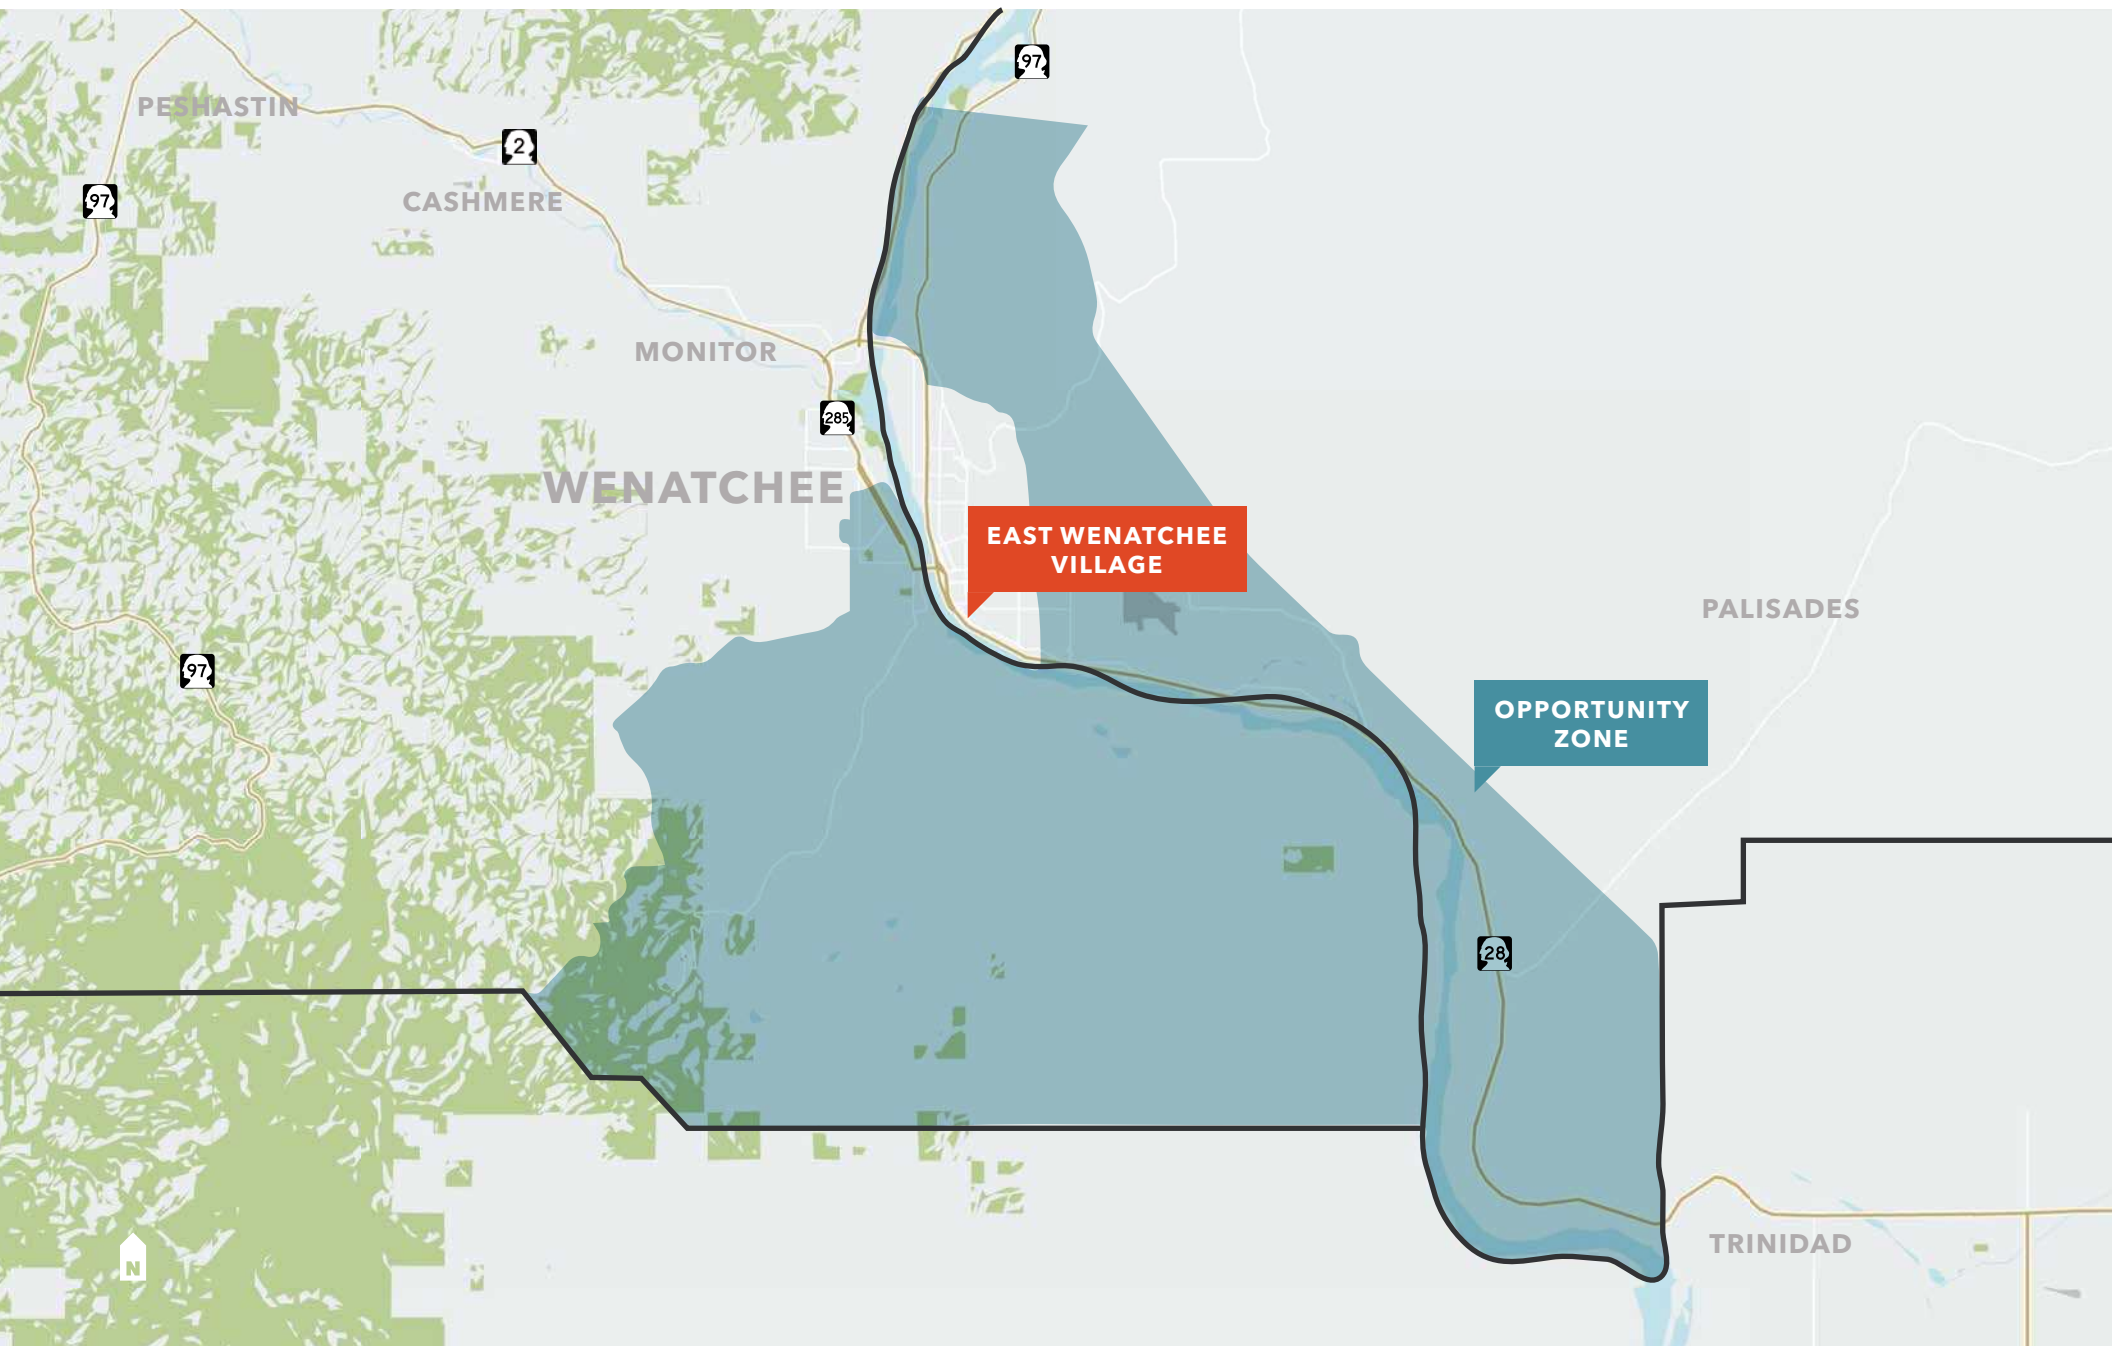 97
PESHASTIN
2
97
CASHMERE
MONITOR
285
WENATCHEE
EAST WENATCHEE
VILLAGE
PALISADES
97
OPPORTUNITY
ZONE
28
TRINIDAD
N